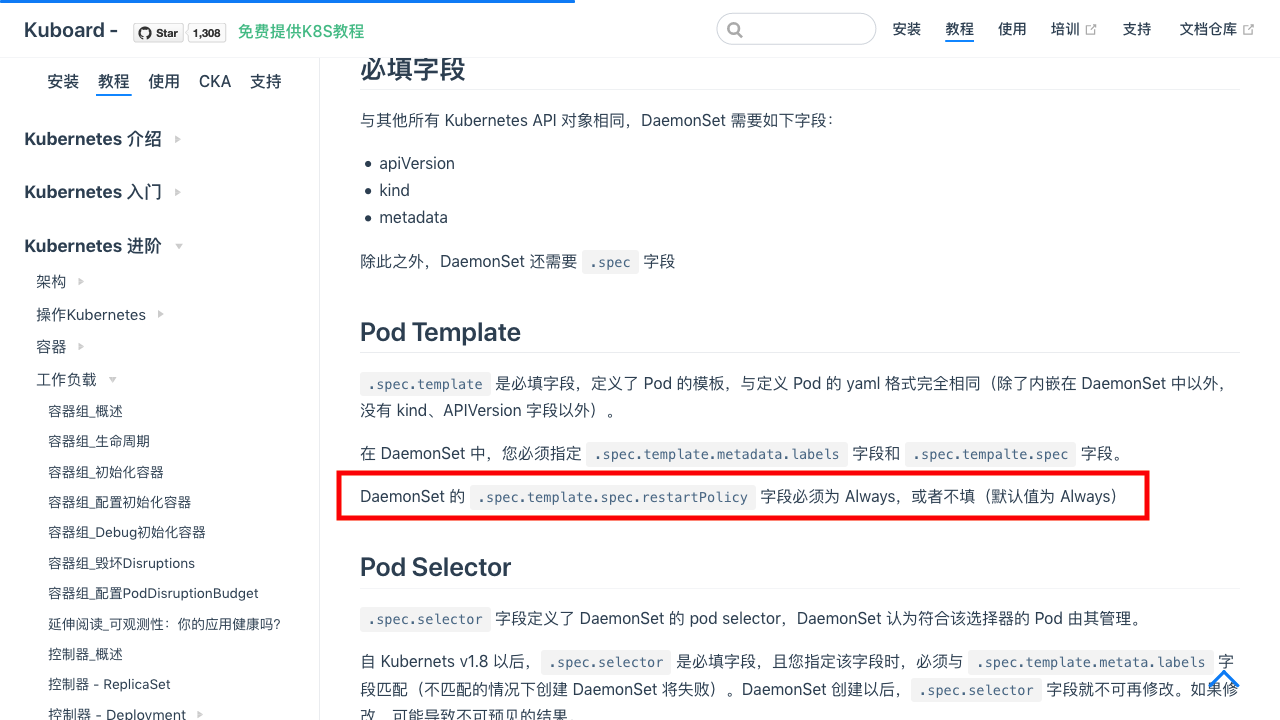 Kuboard - Star 1,308 免费提供K8S教程 安装 教程 使用 培训 支持 文档仓库
安装 教程 使用 CKA 支持
Kubernetes 介绍
Kubernetes 入门
Kubernetes 进阶
架构
操作Kubernetes
容器
工作负载
容器组_概述
容器组_生命周期
容器组_初始化容器
容器组_配置初始化容器
容器组_Debug初始化容器
容器组_毁坏Disruptions
容器组_配置PodDisruptionBudget
延伸阅读_可观测性：你的应用健康吗?
控制器_概述
控制器 - ReplicaSet
控制器 - Deployment
必填字段
与其他所有 Kubernetes API 对象相同，DaemonSet 需要如下字段：
apiVersion
kind
metadata
除此之外，DaemonSet 还需要 .spec 字段
Pod Template
.spec.template 是必填字段，定义了 Pod 的模板，与定义 Pod 的 yaml 格式完全相同（除了内嵌在 DaemonSet 中以外，
没有 kind、APIVersion 字段以外）。
在 DaemonSet 中，您必须指定 .spec.template.metadata.labels 字段和 .spec.tempalte.spec 字段。
DaemonSet 的 .spec.template.spec.restartPolicy 字段必须为 Always，或者不填（默认值为 Always）
Pod Selector
.spec.selector 字段定义了 DaemonSet 的 pod selector，DaemonSet 认为符合该选择器的 Pod 由其管理。
自 Kubernets v1.8 以后，.spec.selector 是必填字段，且您指定该字段时，必须与 .spec.template.metata.labels 字
段匹配（不匹配的情况下创建 DaemonSet 将失败）。DaemonSet 创建以后，.spec.selector 字段就不可再修改。如果修
改，可能导致不可预见的结果。